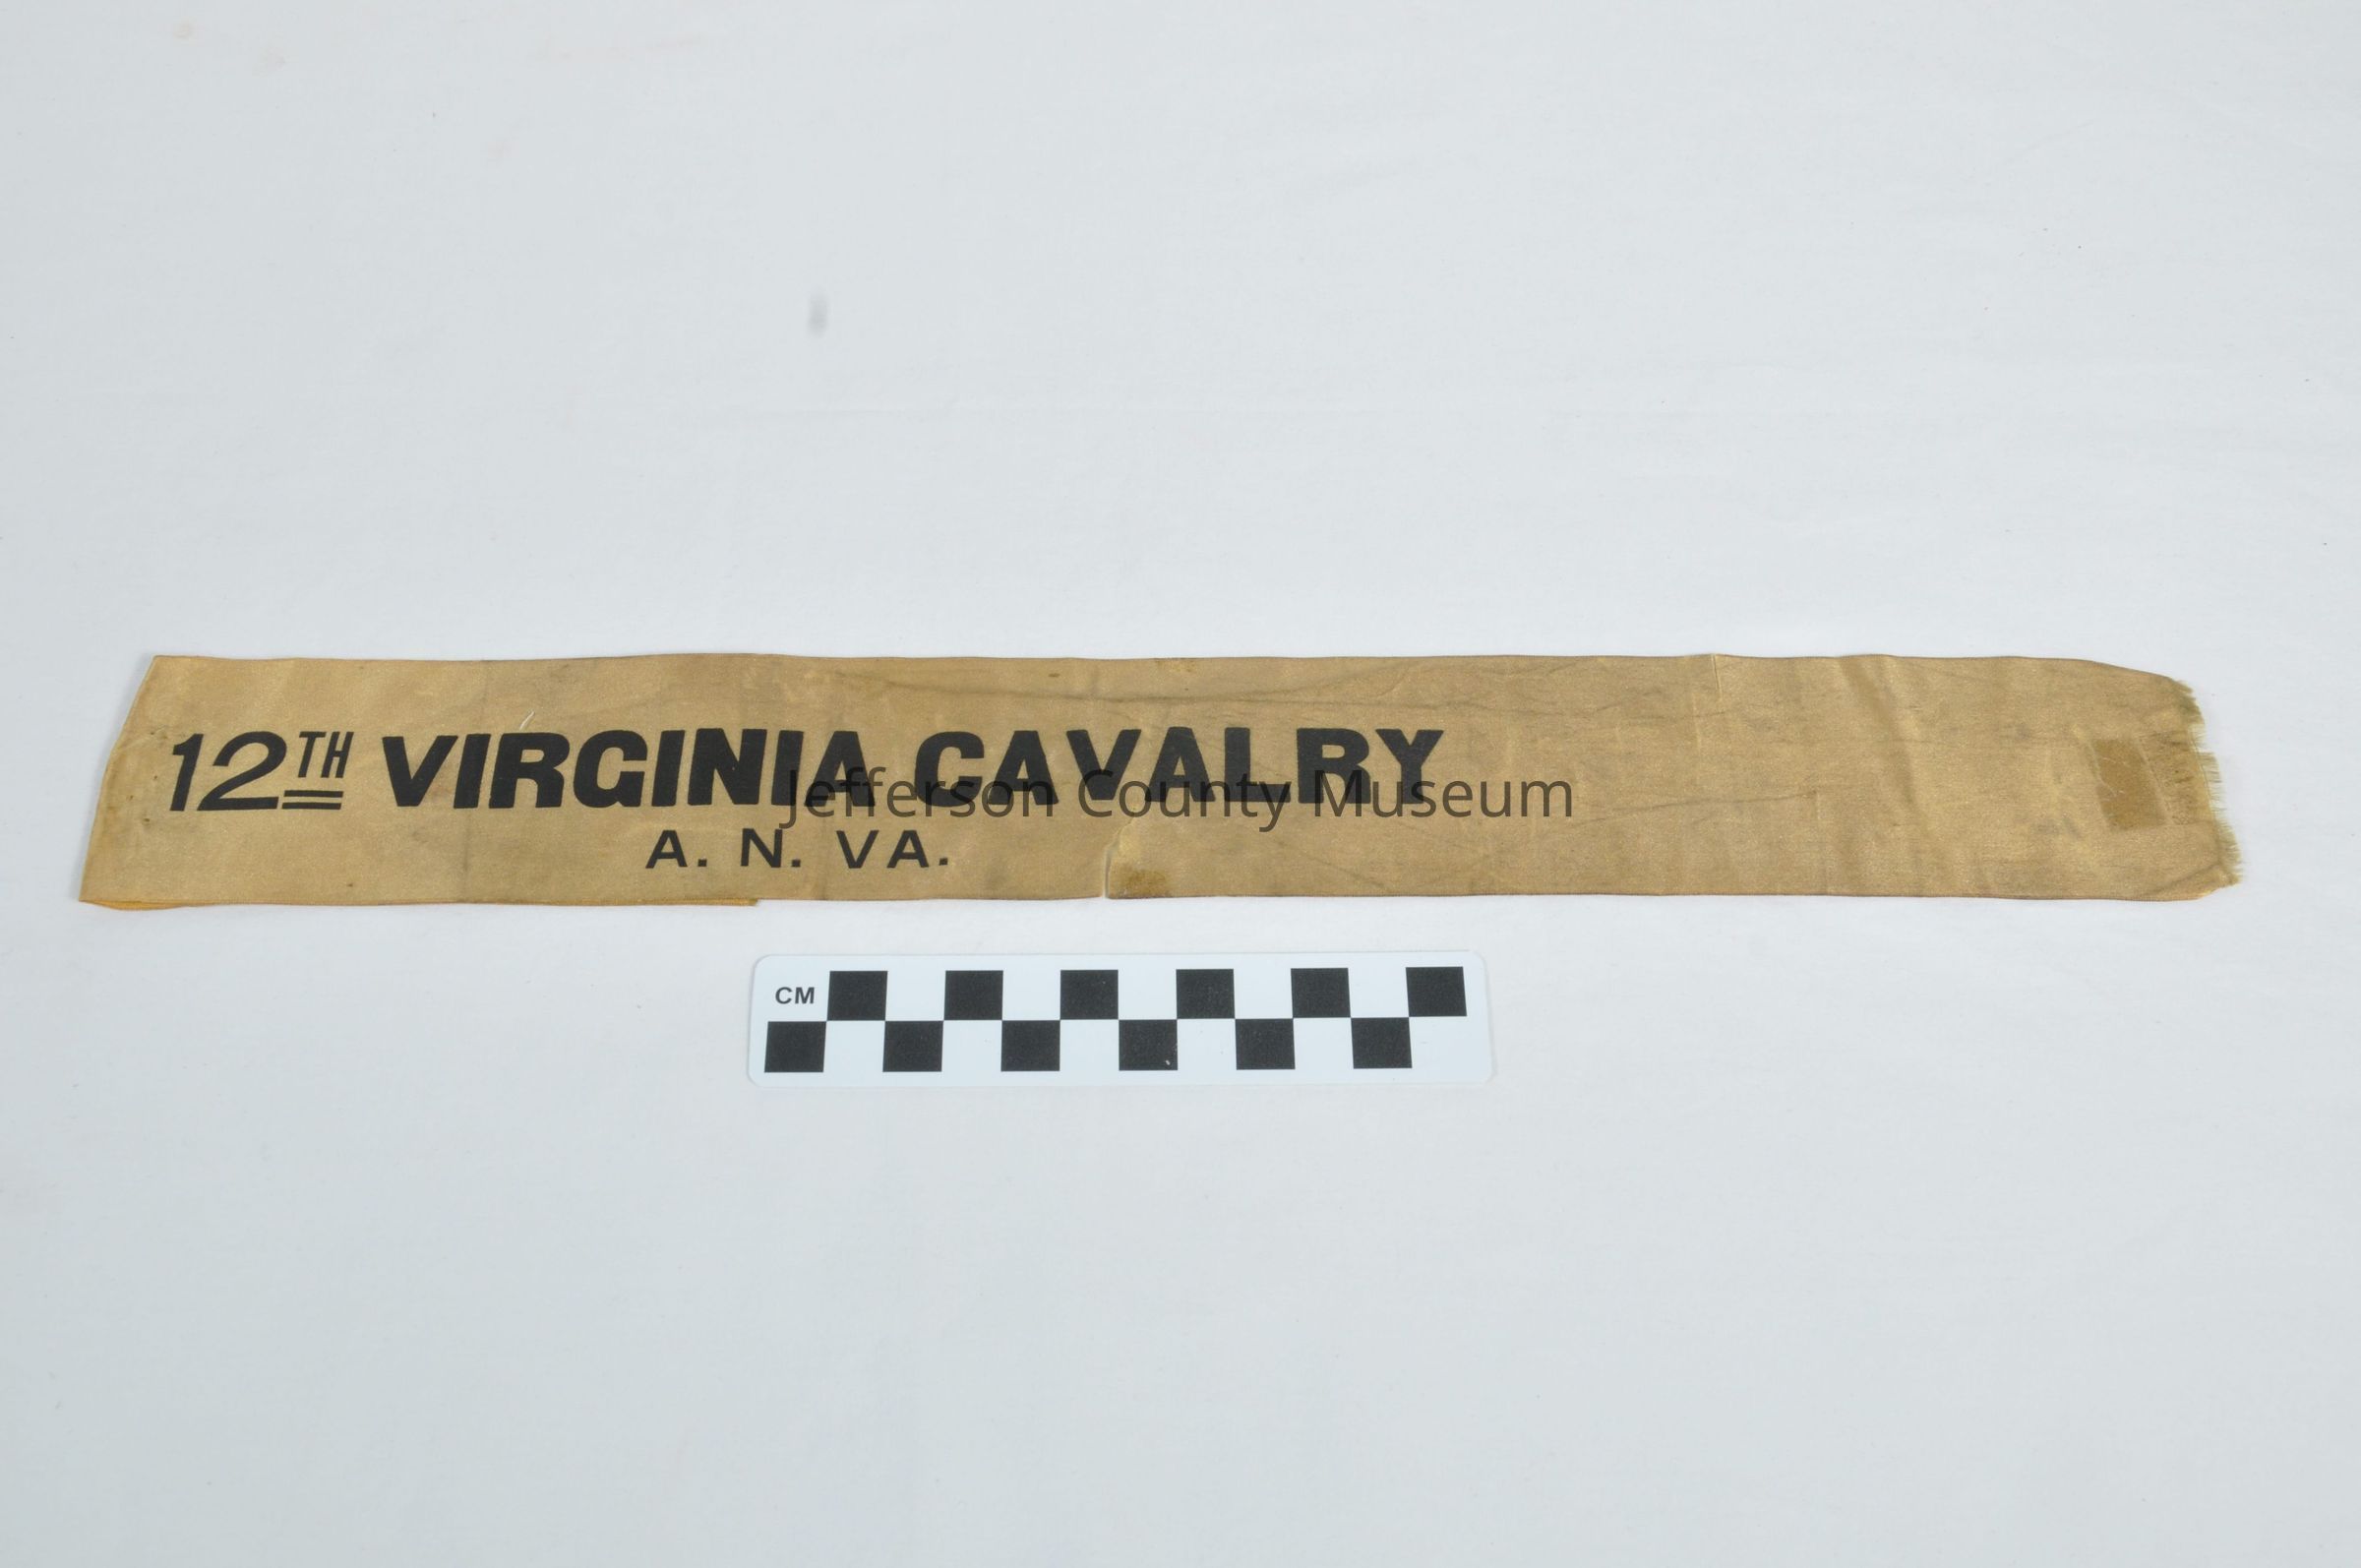 12TH VIRGINIA CAVALRY
A. N. VA.
Jefferson County Museum
CM